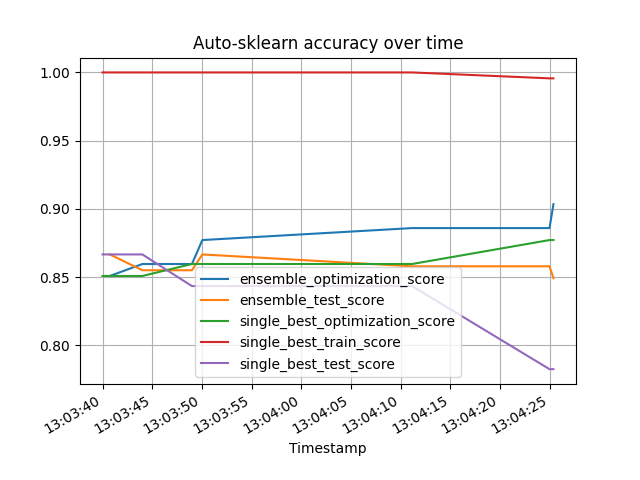 Auto-sklearn accuracy over time
1.00
0.95
0.90
0.85
0.80
ensemble_optimization_score
ensemble_test_score
single_best_optimization_score
single_best_train_score
single_best_test_score
13:03:40
13:03:45
13:03:50
13:03:55
13:04:00
13:04:05
13:04:10
13:04:15
13:04:20
13:04:25
Timestamp